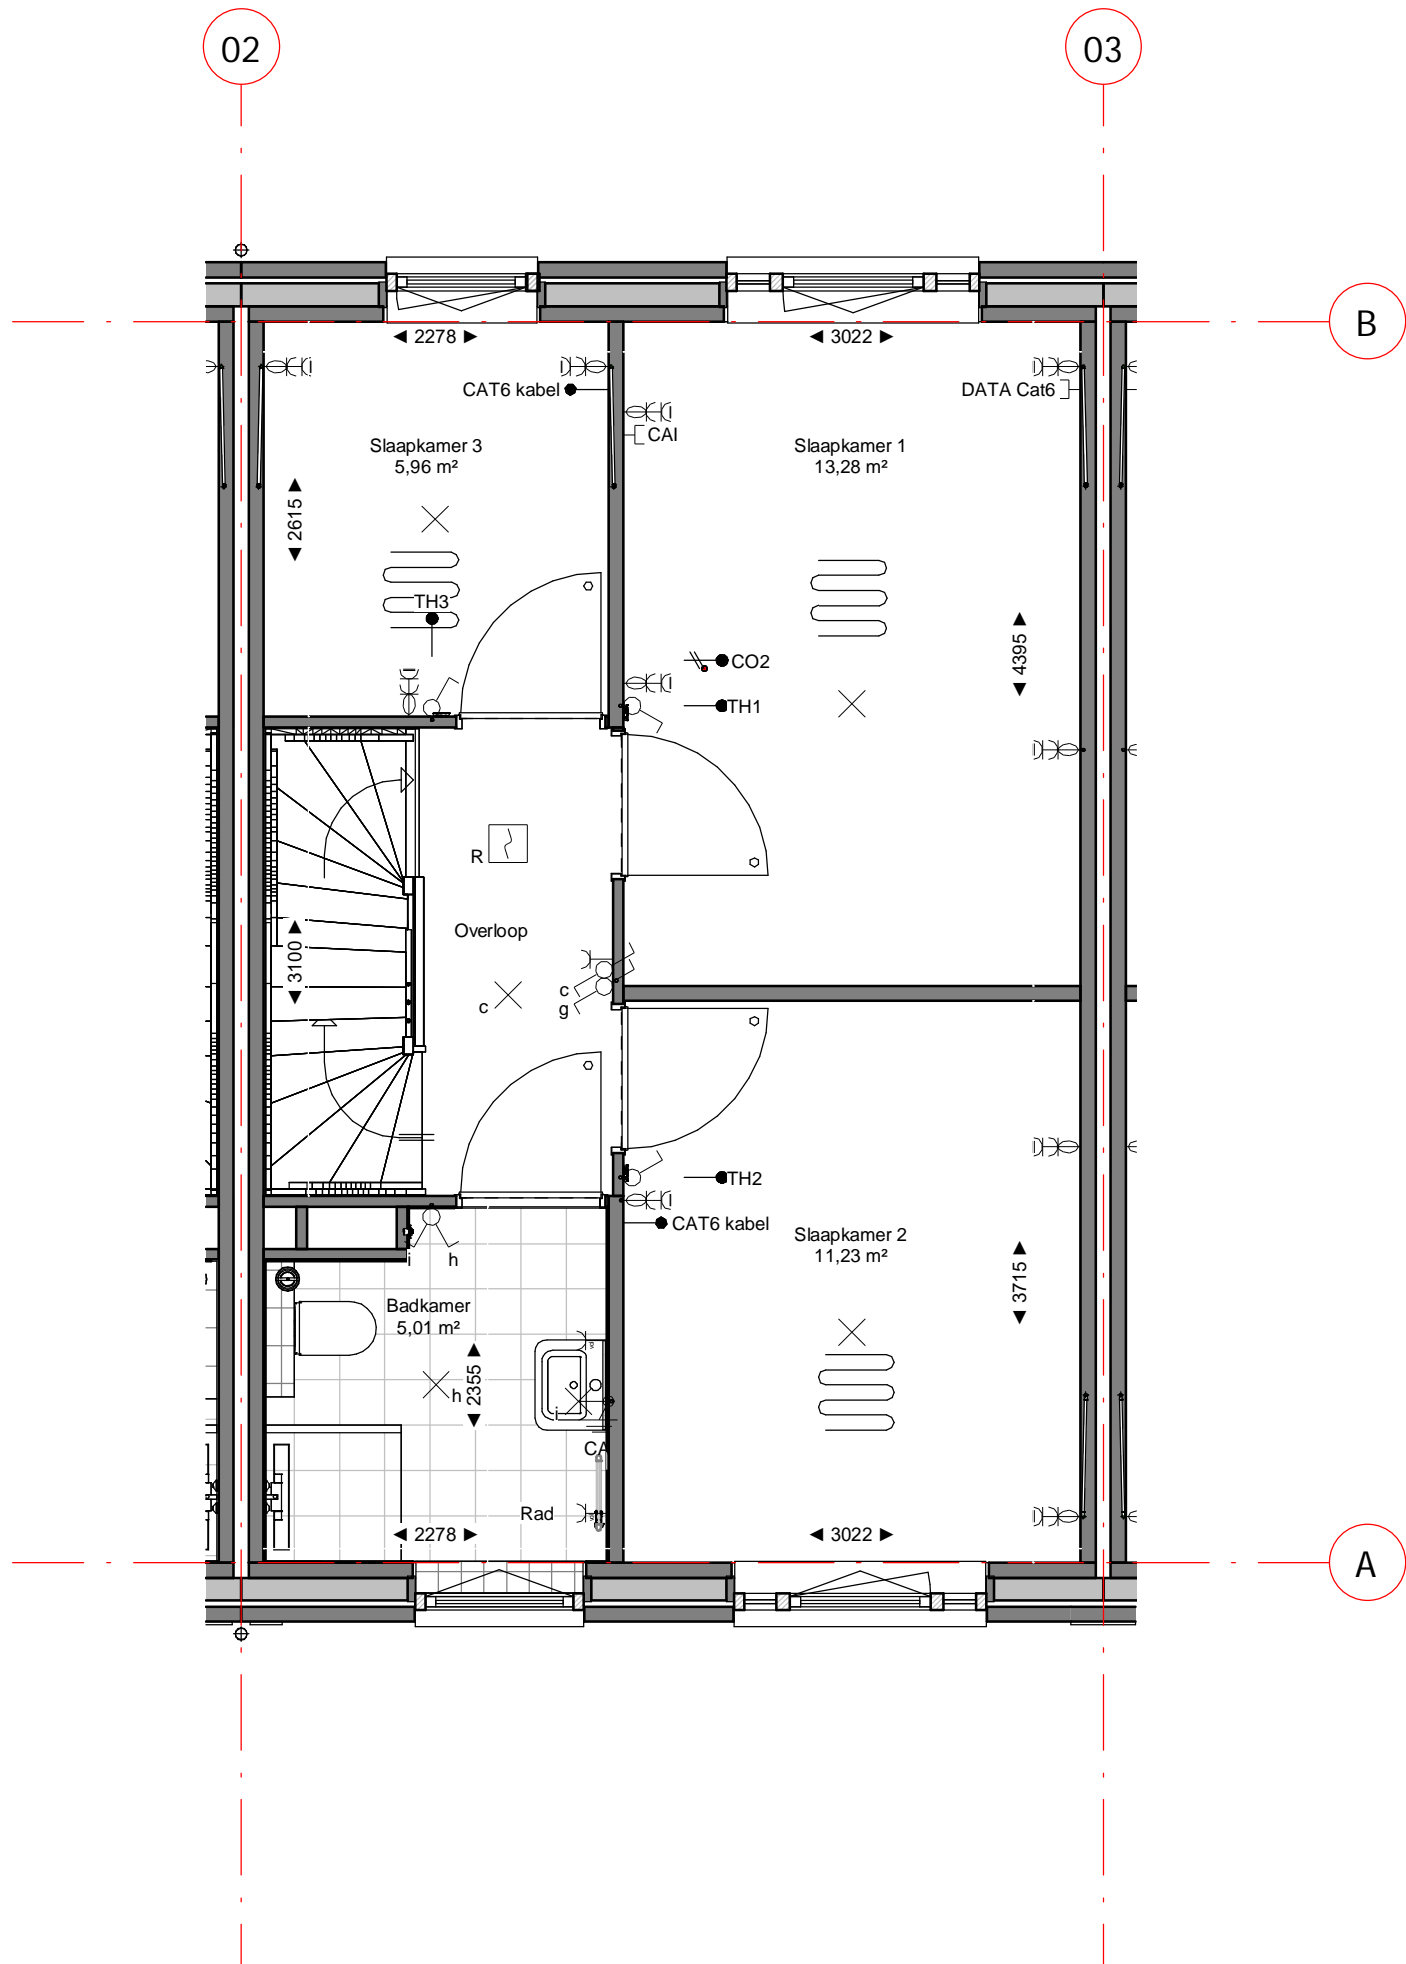 02
03
B
◄ 2278 ►
◄ 3022 ►
CAT6 kabel
DATA Cat6
CAI
Slaapkamer 3
5,96 m²
Slaapkamer 1
13,28 m²
◄ 2615 ►
TH3
◄ 4395 ►
CO2
TH1
R
Overloop
◄ 3100 ►
c
c
g
TH2
CAT6 kabel
Slaapkamer 2
11,23 m²
i
h
◄ 3715 ►
Badkamer
5,01 m²
h
◄ 2355 ►
i
CA
Rad
◄ 2278 ►
◄ 3022 ►
A